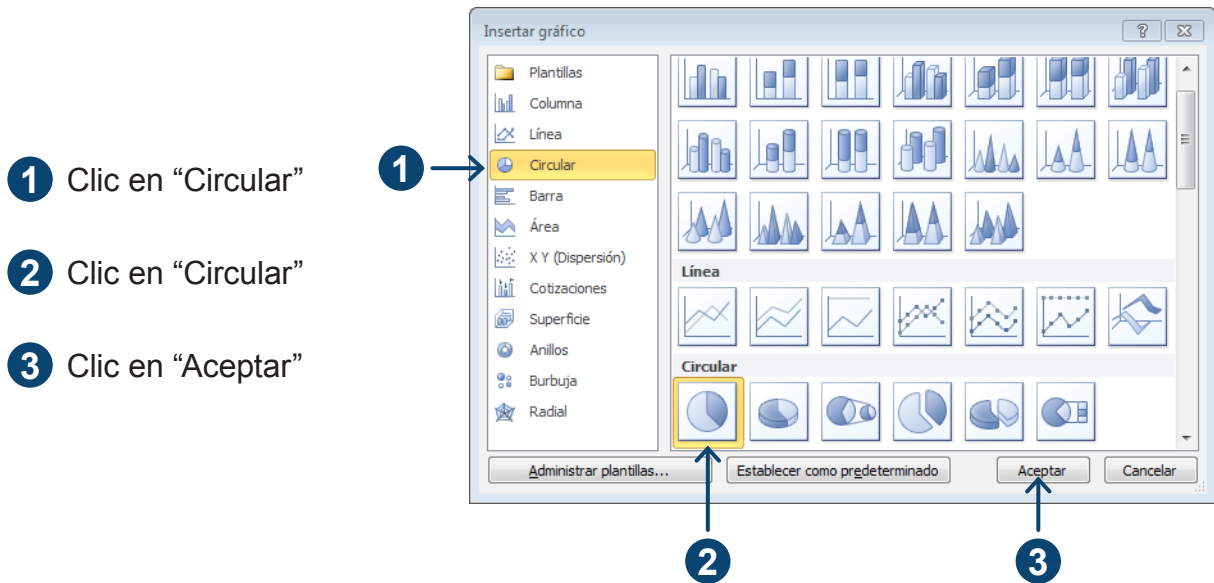 1 Clic en “Circular”
2 Clic en “Circular”
3 Clic en “Aceptar”
Insertar gráfico
Plantillas
Columna
Línea
1
Circular
Barra
Área
X Y (Dispersión)
Cotizaciones
Superficie
Anillos
Burbuja
Radial
Línea
Circular
Administrar plantillas...
Establecer como predeterminado
Aceptar
Cancelar
2
3